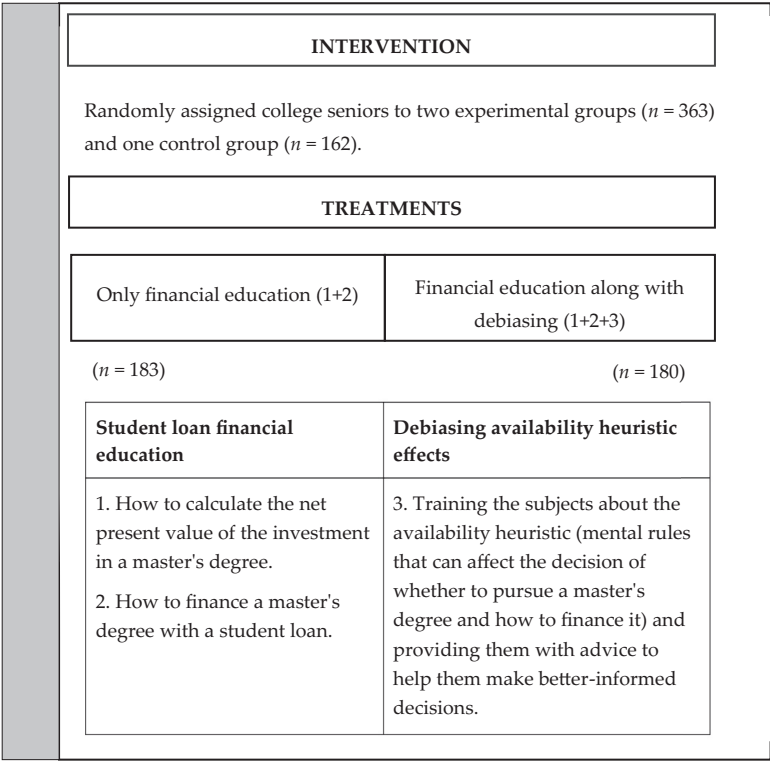 INTERVENTION
Randomly assigned college seniors to two experimental groups (n = 363)
and one control group (n = 162).
TREATMENTS
Only financial education (1+2)
Financial education along with
debiasing (1+2+3)
(n = 183)
(n = 180)
Student loan financial
education
Debiasing availability heuristic
effects
1. How to calculate the net
present value of the investment
in a master's degree.
2. How to finance a master's
degree with a student loan.
3. Training the subjects about the
availability heuristic (mental rules
that can affect the decision of
whether to pursue a master's
degree and how to finance it) and
providing them with advice to
help them make better-informed
decisions.